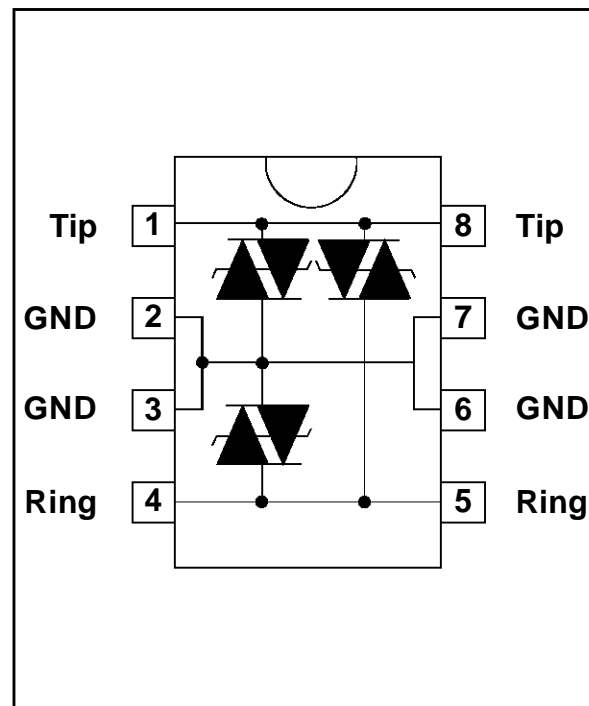 Tip 1 8 Tip
GND 2 7 GND
GND 3 6 GND
Ring 4 5 Ring